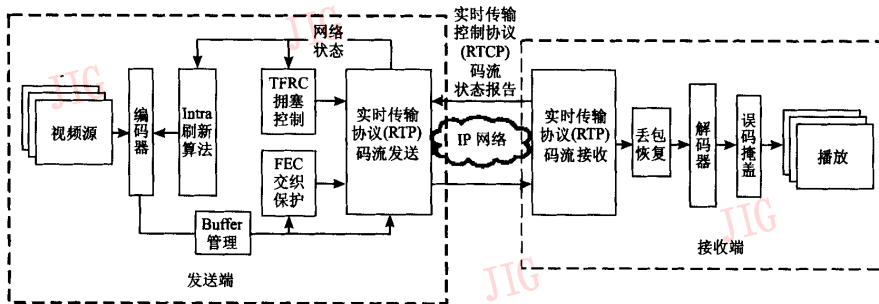 网络
状态
实时传输
控制协议
(RTCP)
码流
状态报告
视频源
编码器
Intra
刷新
算法
TFRC
拥塞
控制
FEC
交织
保护
实时传输
协议(RTP)
码流发送
IP 网络
实时传输
协议(RTP)
码流接收
丢包
恢复
解码器
误码掩盖
播放
Buffer
管理
发送端
接收端
JIG
JIG
JIG
JIG